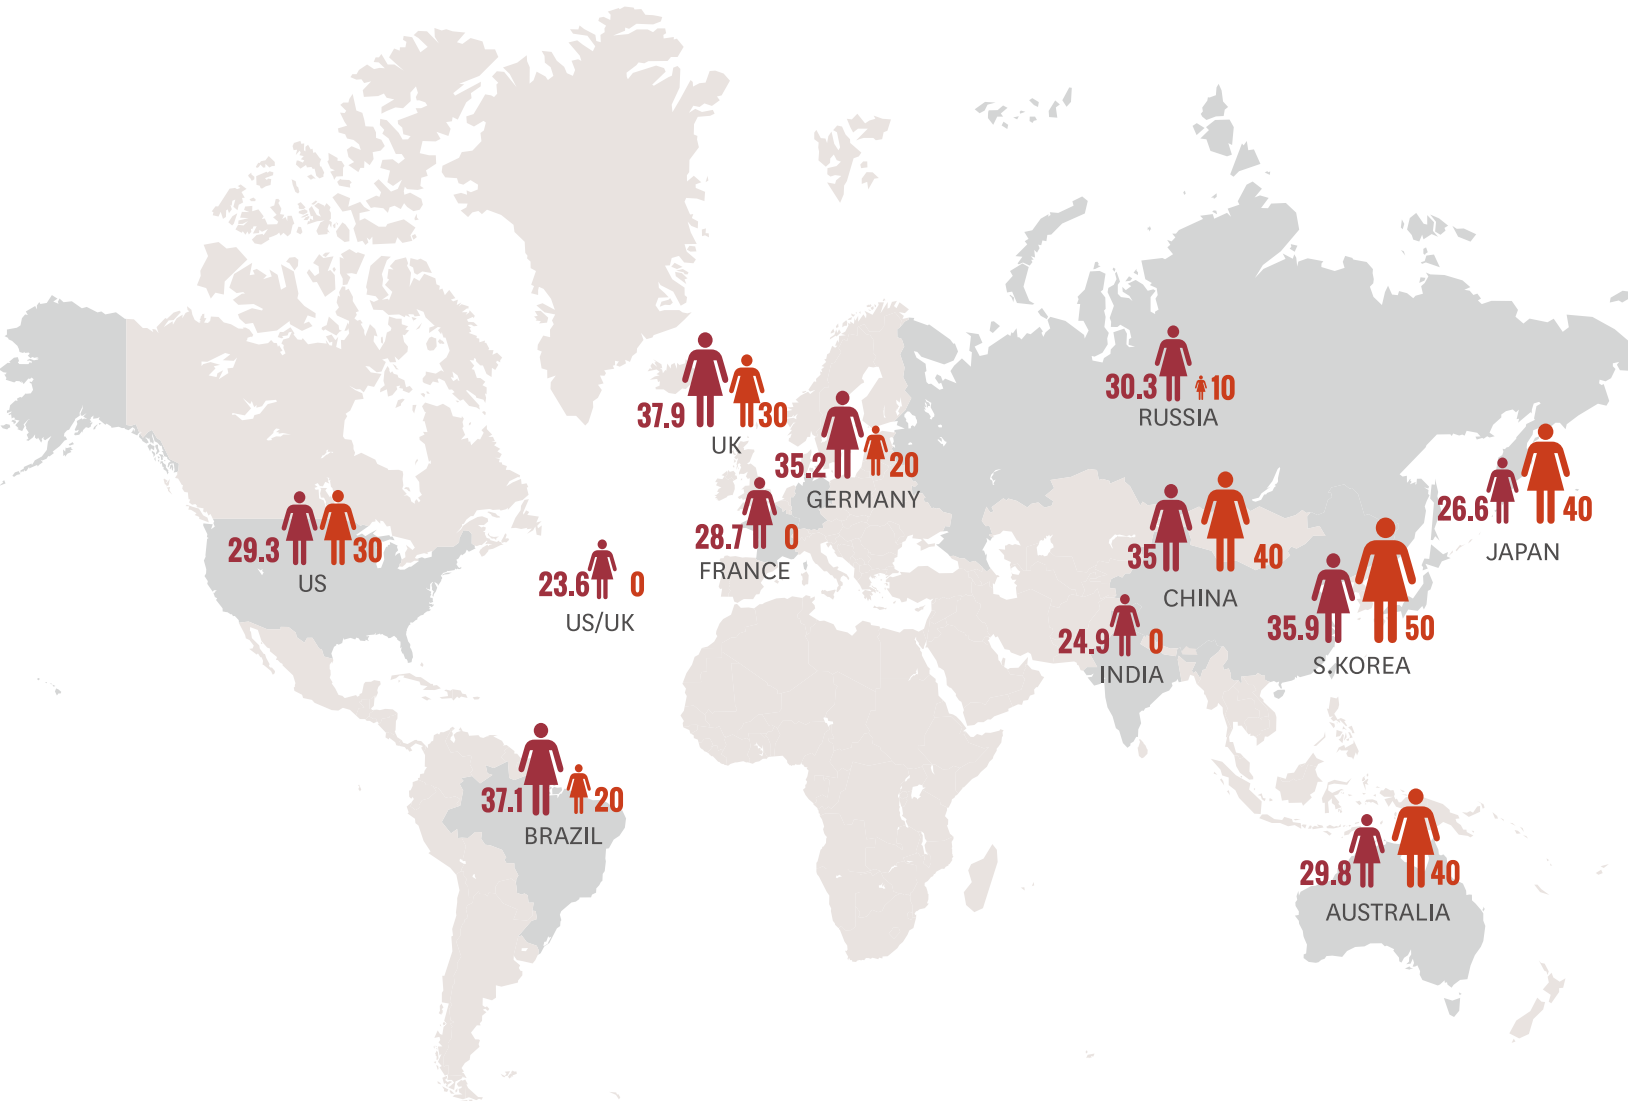 30.3 10
RUSSIA
37.9 30
UK
35.2 20
GERMANY
26.6 40
JAPAN
29.3 30
US
28.7 0
FRANCE
35 40
CHINA
23.6 0
US/UK
24.9 0
INDIA
35.9 50
S.KOREA
37.1 20
BRAZIL
29.8 40
AUSTRALIA